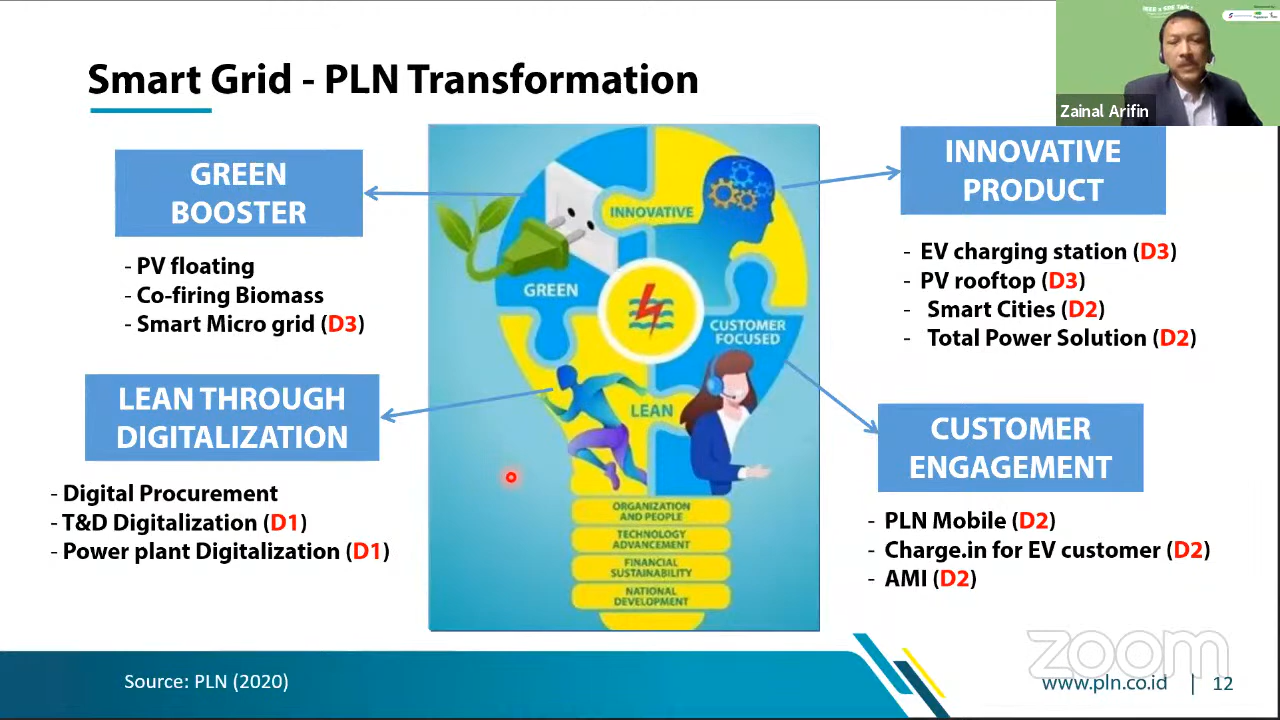 Smart Grid - PLN Transformation
Zainal Arifin
GREEN
BOOSTER
- PV floating
- Co-firing Biomass
- Smart Micro grid (D3)
LEAN THROUGH
DIGITALIZATION
- Digital Procurement
- T&D Digitalization (D1)
- Power plant Digitalization (D1)
INNOVATIVE
GREEN
CUSTOMER
FOCUSED
LEAN
ORGANIZATION
AND PEOPLE
TECHNOLOGY
ADVANCEMENT
FINANCIAL
SUSTAINABILITY
NATIONAL
DEVELOPMENT
INNOVATIVE
PRODUCT
- EV charging station (D3)
- PV rooftop (D3)
- Smart Cities (D2)
- Total Power Solution (D2)
CUSTOMER
ENGAGEMENT
- PLN Mobile (D2)
- Charge.in for EV customer (D2)
- AMI (D2)
Source: PLN (2020)
zoom
www.pln.co.id | 12